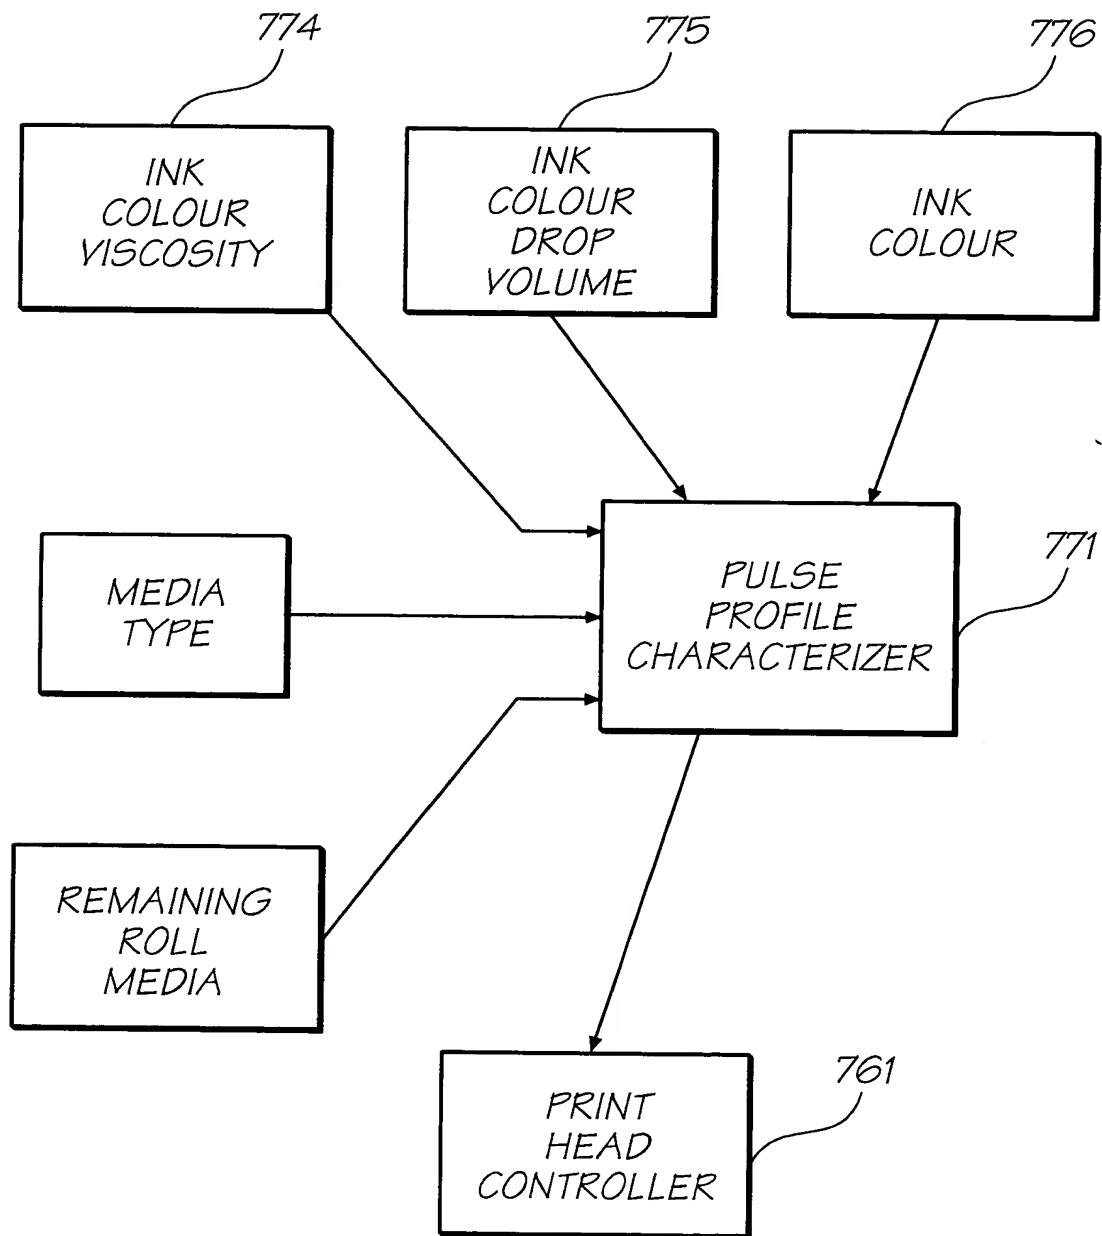 774
775
776
INK
COLOUR
VISCOSITY
INK
COLOUR
DROP
VOLUME
INK
COLOUR
771
MEDIA
TYPE
PULSE
PROFILE
CHARACTERIZER
REMAINING
ROLL
MEDIA
761
PRINT
HEAD
CONTROLLER